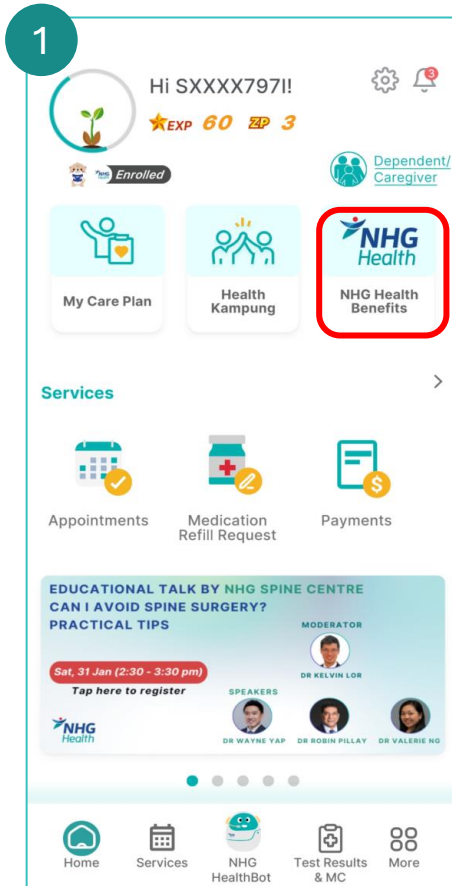 1
Hi SXXXX797I!
3
EXP 60 ZP 3
Enrolled
Dependent/
Caregiver
NHG
Health
My Care Plan
Health
Kampung
NHG Health
Benefits
Services
Appointments
Medication
Refill Request
Payments
EDUCATIONAL TALK BY NHG SPINE CENTRE
CAN I AVOID SPINE SURGERY?
PRACTICAL TIPS
MODERATOR
DR KELVIN LOR
Sat, 31 Jan (2:30 - 3:30 pm)
Tap here to register
SPEAKERS
NHG
Health
DR WAYNE YAP
DR ROBIN PILLAY
DR VALERIE NG
Home
Services
NHG
HealthBot
Test Results
& MC
More